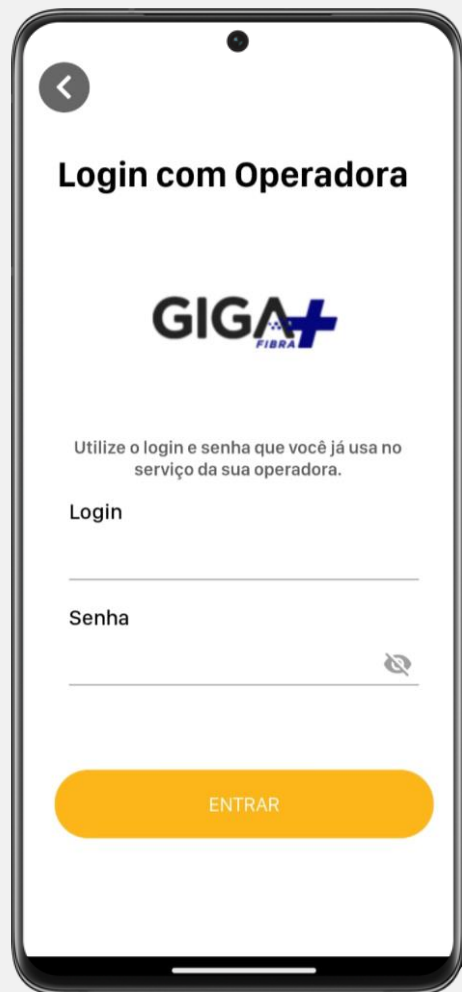 Login com Operadora
GIGA+
FIBRA
Utilize o login e senha que você já usa no
serviço da sua operadora.
Login
Senha
ENTRAR